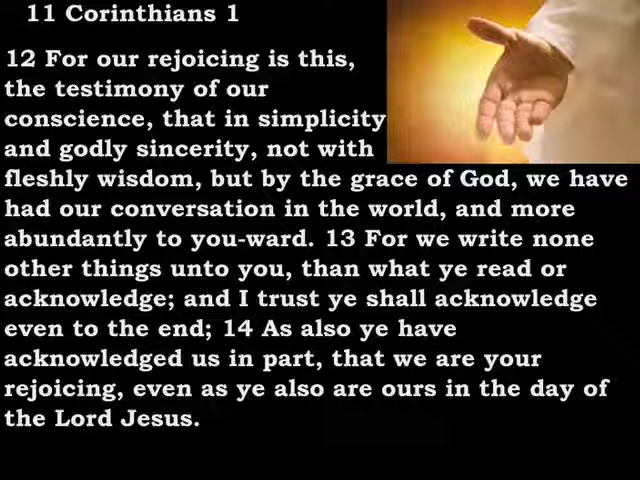 11 Corinthians 1
12 For our rejoicing is this,
the testimony of our
conscience, that in simplicity
and godly sincerity, not with
fleshly wisdom, but by the grace of God, we have
had our conversation in the world, and more
abundantly to you-ward. 13 For we write none
other things unto you, than what ye read or
acknowledge; and I trust ye shall acknowledge
even to the end; 14 As also ye have
acknowledged us in part, that we are your
rejoicing, even as ye also are ours in the day of
the Lord Jesus.